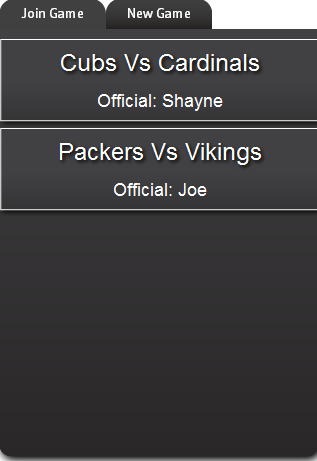 Join Game New Game
Cubs Vs Cardinals
Official: Shayne
Packers Vs Vikings
Official: Joe